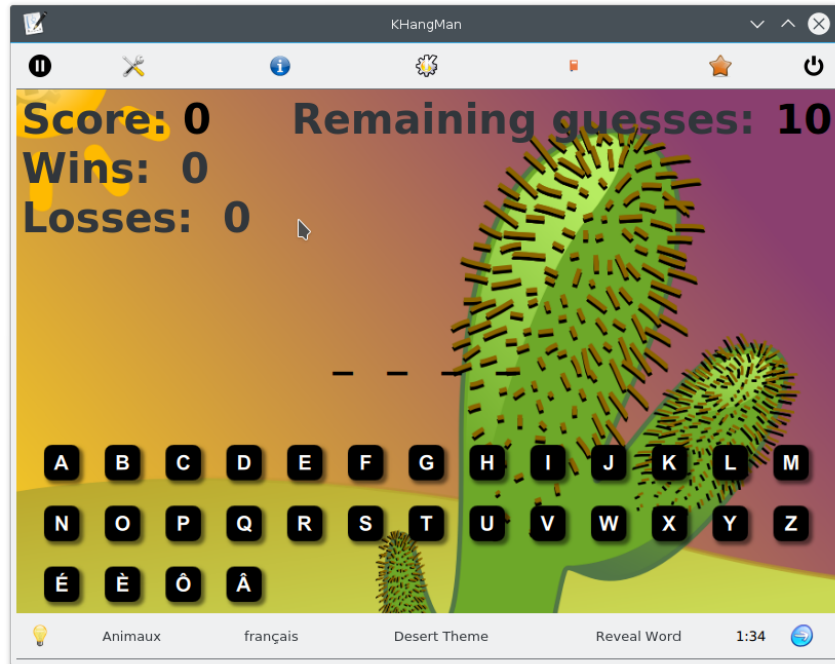 KHangMan
Score: 0 Remaining guesses: 10
Wins: 0
Losses: 0
_ _ _ _
A B C D E F G H I J K L M
N O P Q R S T U V W X Y Z
É È Ô Â
Animaux français Desert Theme Reveal Word 1:34